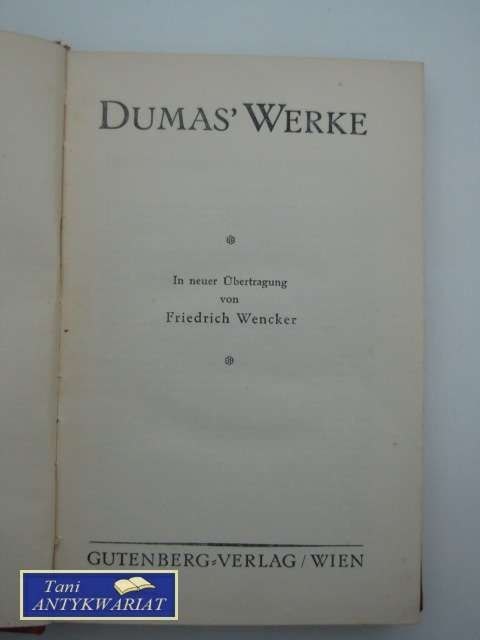 DUMAS' WERKE
In neuer Übertragung
von
Friedrich Wencker
GUTENBERG-VERLAG / WIEN
Tani
ANTYKWARIAT